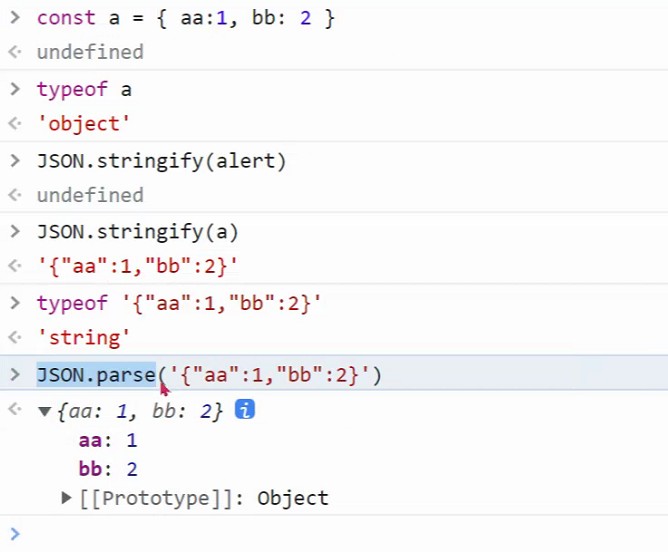 > const a = { aa:1, bb: 2 }
undefined
> typeof a
'object'
> JSON.stringify(alert)
undefined
> JSON.stringify(a)
'{"aa":1,"bb":2}'
> typeof '{"aa":1,"bb":2}'
'string'
> JSON.parse('{"aa":1,"bb":2}')
▼{aa: 1, bb: 2} i
aa: 1
bb: 2
▶[[Prototype]]: Object
>